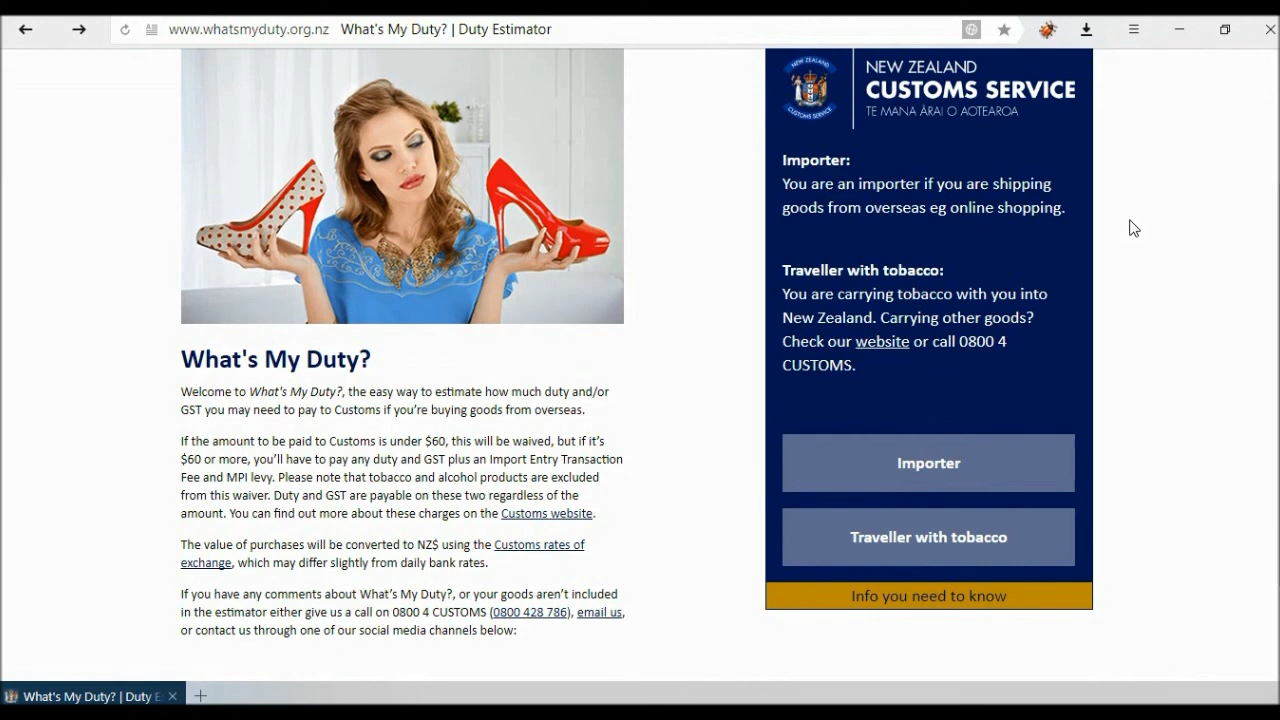 www.whatsmyduty.org.nz What's My Duty? | Duty Estimator
NEW ZEALAND
CUSTOMS SERVICE
TE MANA ĀRAI O AOTEAROA
NEW ZEALAND
CUSTOMS SERVICE
Importer:
You are an importer if you are shipping
goods from overseas eg online shopping.
Traveller with tobacco:
You are carrying tobacco with you into
New Zealand. Carrying other goods?
Check our website or call 0800 4
CUSTOMS.
Importer
Traveller with tobacco
Info you need to know
What's My Duty?
Welcome to What's My Duty?, the easy way to estimate how much duty and/or
GST you may need to pay to Customs if you're buying goods from overseas.
If the amount to be paid to Customs is under $60, this will be waived, but if it's
$60 or more, you'll have to pay any duty and GST plus an Import Entry Transaction
Fee and MPI levy. Please note that tobacco and alcohol products are excluded
from this waiver. Duty and GST are payable on these two regardless of the
amount. You can find out more about these charges on the Customs website.
The value of purchases will be converted to NZ$ using the Customs rates of
exchange, which may differ slightly from daily bank rates.
If you have any comments about What's My Duty?, or your goods aren't included
in the estimator either give us a call on 0800 4 CUSTOMS (0800 428 786), email us,
or contact us through one of our social media channels below:
What's My Duty? | Duty E